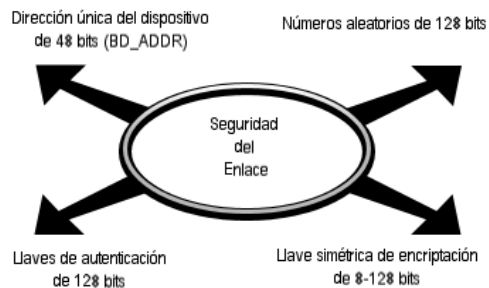 Dirección única del dispositivo
de 48 bits (BD_ADDR)
Números aleatorios de 128 bits
Seguridad
del
Enlace
Llaves de autenticación
de 128 bits
Llave simétrica de encriptación
de 8-128 bits